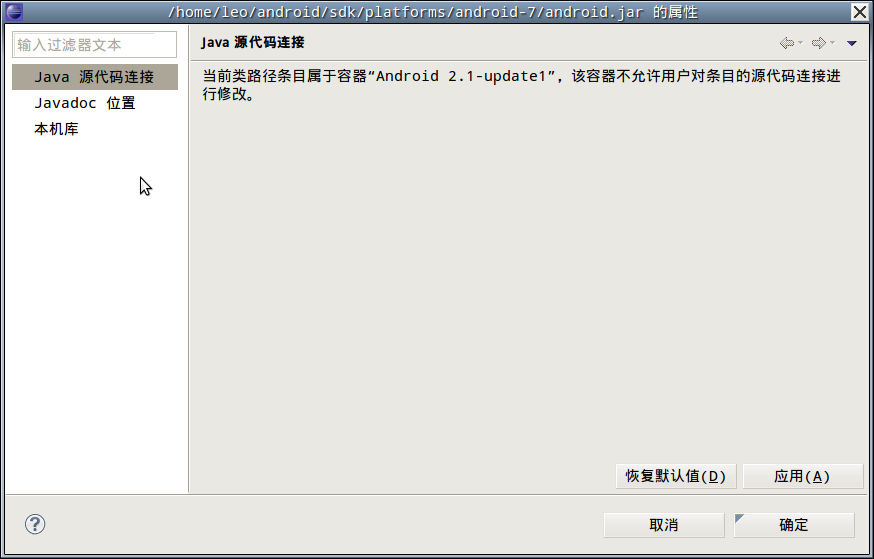 /home/leo/android/sdk/platforms/android-7/android.jar 的属性
输入过滤器文本
Java 源代码连接
Javadoc 位置
本机库
Java 源代码连接
当前类路径条目属于容器“Android 2.1-update1”，该容器不允许用户对条目的源代码连接进
行修改。
恢复默认值(D)
应用(A)
?
取消
确定